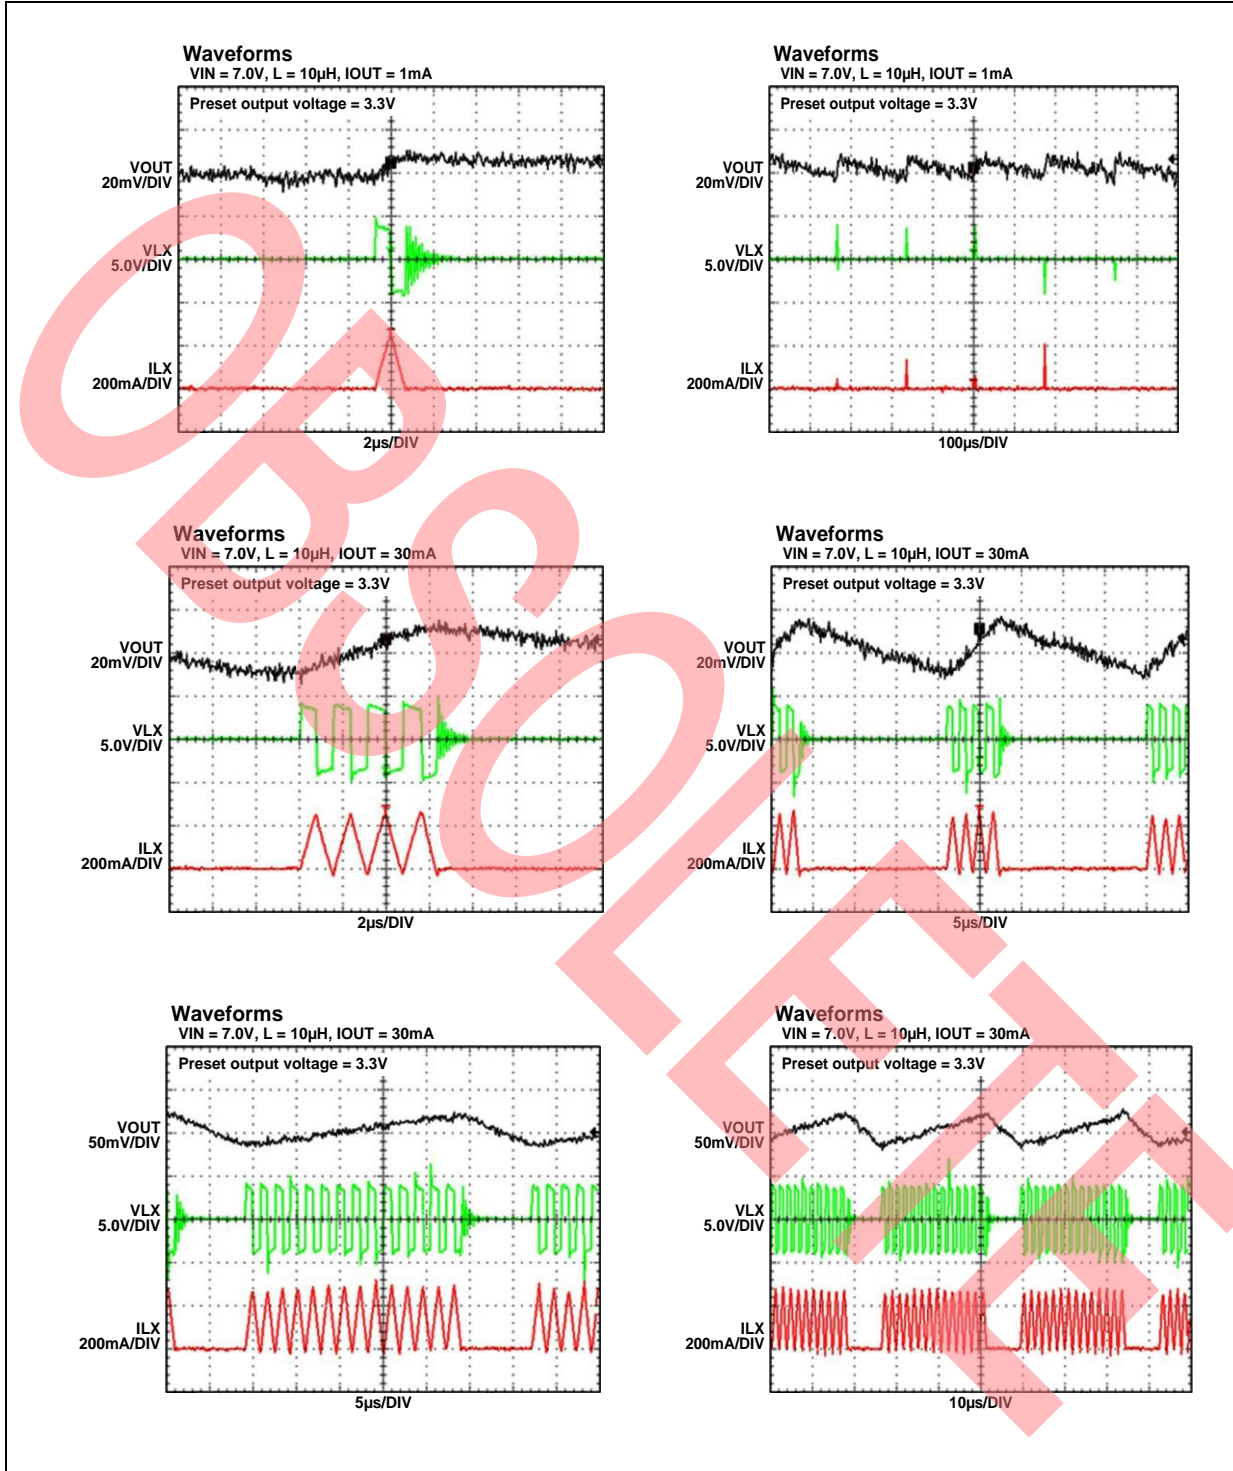 Waveforms
VIN = 7.0V, L = 10µH, IOUT = 1mA
Preset output voltage = 3.3V
VOUT
20mV/DIV
VLX
5.0V/DIV
ILX
200mA/DIV
2µs/DIV
Waveforms
VIN = 7.0V, L = 10µH, IOUT = 1mA
Preset output voltage = 3.3V
VOUT
20mV/DIV
VLX
5.0V/DIV
ILX
200mA/DIV
100µs/DIV
Waveforms
VIN = 7.0V, L = 10µH, IOUT = 30mA
Preset output voltage = 3.3V
VOUT
20mV/DIV
VLX
5.0V/DIV
ILX
200mA/DIV
2µs/DIV
Waveforms
VIN = 7.0V, L = 10µH, IOUT = 30mA
Preset output voltage = 3.3V
VOUT
20mV/DIV
VLX
5.0V/DIV
ILX
200mA/DIV
5µs/DIV
Waveforms
VIN = 7.0V, L = 10µH, IOUT = 30mA
Preset output voltage = 3.3V
VOUT
50mV/DIV
VLX
5.0V/DIV
ILX
200mA/DIV
5µs/DIV
Waveforms
VIN = 7.0V, L = 10µH, IOUT = 30mA
Preset output voltage = 3.3V
VOUT
50mV/DIV
VLX
5.0V/DIV
ILX
200mA/DIV
10µs/DIV
OBSOLETE